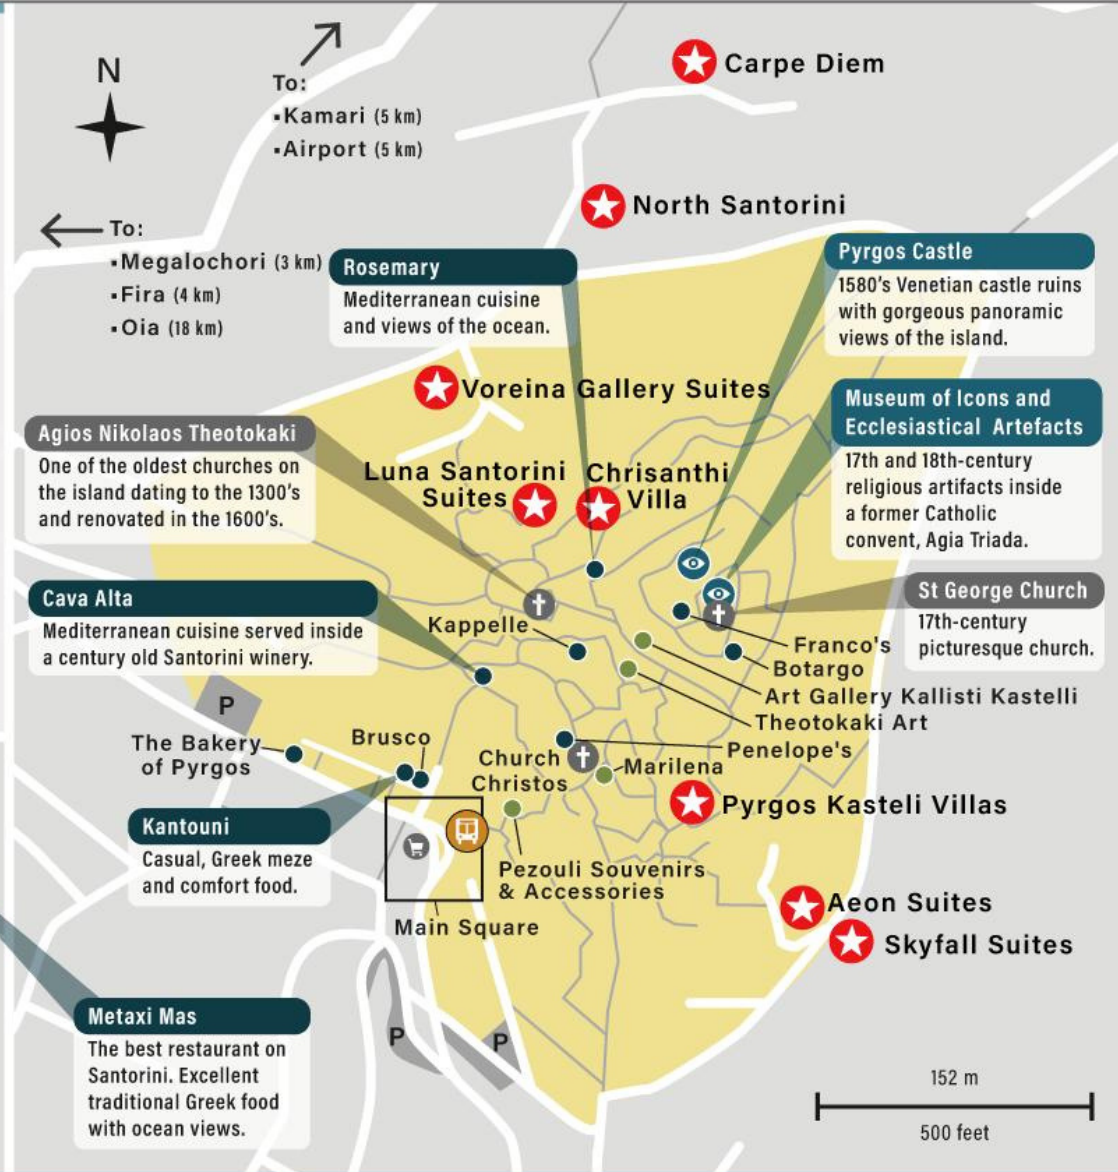 Carpe Diem
N
To:
▪Kamari (5 km)
▪Airport (5 km)
North Santorini
To:
▪Megalochori (3 km)
▪Fira (4 km)
▪Oia (18 km)
Rosemary
Mediterranean cuisine
and views of the ocean.
Pyrgos Castle
1580's Venetian castle ruins
with gorgeous panoramic
views of the island.
Voreina Gallery Suites
Museum of Icons and
Ecclesiastical Artefacts
17th and 18th-century
religious artifacts inside
a former Catholic
convent, Agia Triada.
Agios Nikolaos Theotokaki
One of the oldest churches on
the island dating to the 1300's
and renovated in the 1600's.
Luna Santorini
Suites
Chrisanthi
Villa
St George Church
17th-century
picturesque church.
Cava Alta
Mediterranean cuisine served inside
a century old Santorini winery.
Kappelle
Franco's
Botargo
Art Gallery Kallisti Kastelli
Theotokaki Art
Penelope's
P
The Bakery
of Pyrgos
Brusco
Church
Christos
Marilena
Pyrgos Kasteli Villas
Kantouni
Casual, Greek meze
and comfort food.
Pezouli Souvenirs
& Accessories
Main Square
Aeon Suites
Skyfall Suites
Metaxi Mas
The best restaurant on
Santorini. Excellent
traditional Greek food
with ocean views.
P
P
152 m
500 feet